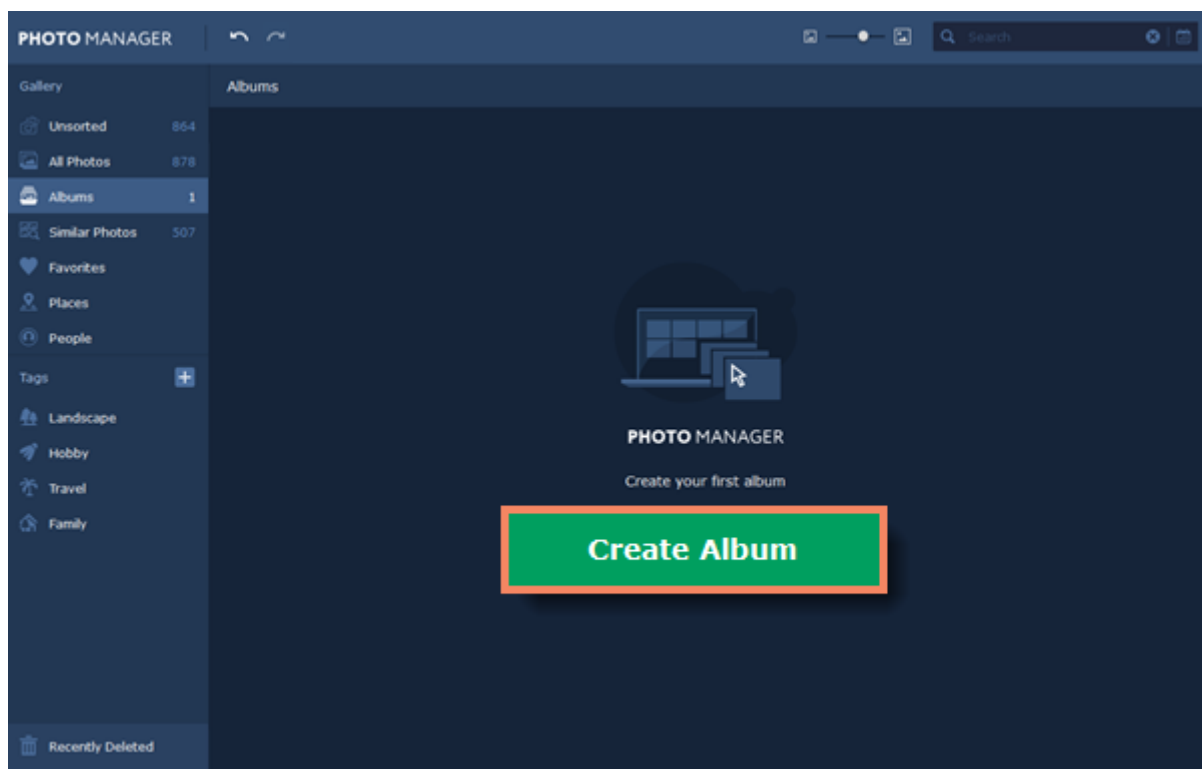 PHOTO MANAGER
Search
Gallery
Albums
Unsorted 864
All Photos 878
Albums 1
Similar Photos 507
Favorites
Places
People
Tags
Landscape
Hobby
Travel
Family
PHOTO MANAGER
Create your first album
Create Album
Recently Deleted